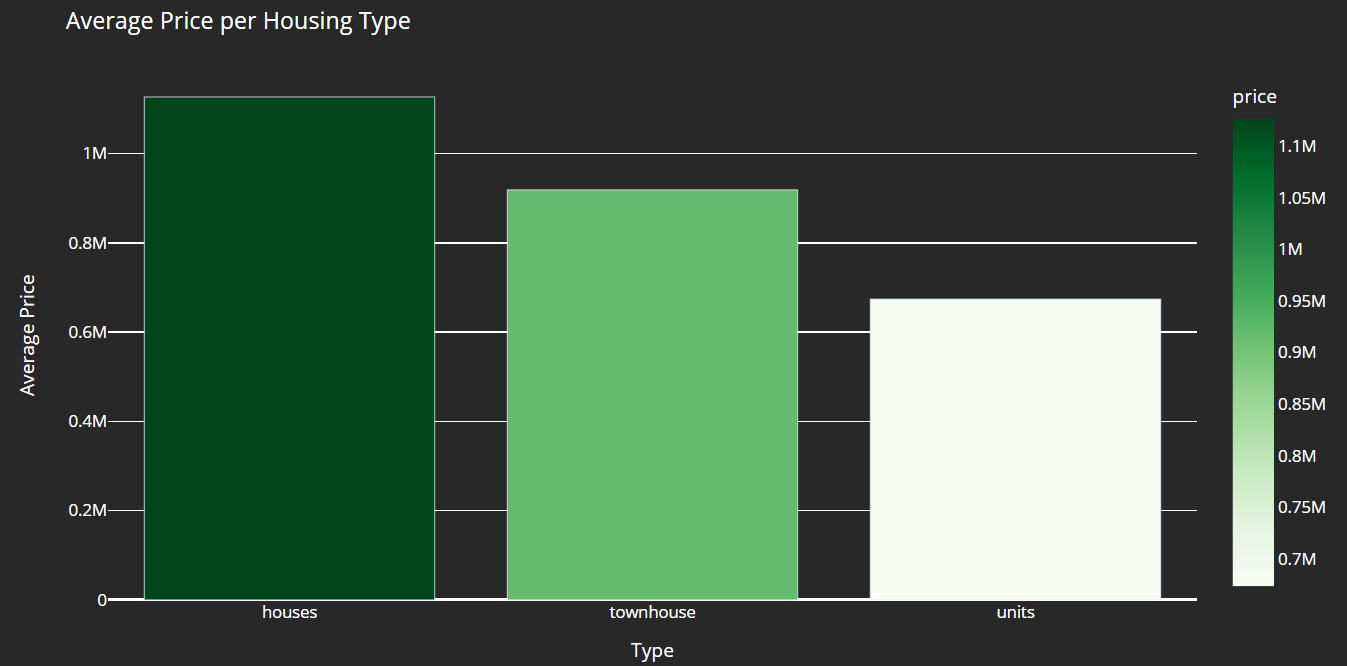 Average Price per Housing Type
price
1.1M
1.05M
1M
0.95M
0.9M
0.85M
0.8M
0.75M
0.7M
Average Price
1M
0.8M
0.6M
0.4M
0.2M
0
houses townhouse units
Type